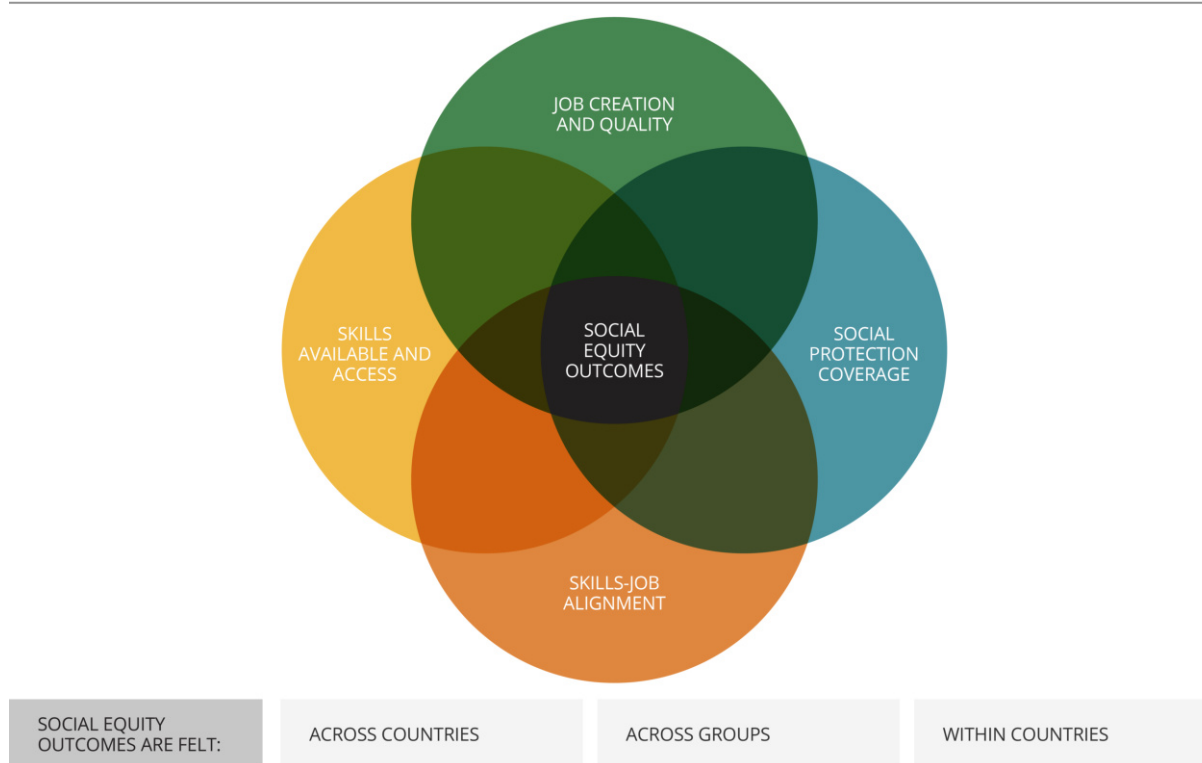 JOB CREATION
AND QUALITY
SKILLS
AVAILABLE AND
ACCESS
SOCIAL
EQUITY
OUTCOMES
SOCIAL
PROTECTION
COVERAGE
SKILLS-JOB
ALIGNMENT
SOCIAL EQUITY
OUTCOMES ARE FELT:
ACROSS COUNTRIES
ACROSS GROUPS
WITHIN COUNTRIES